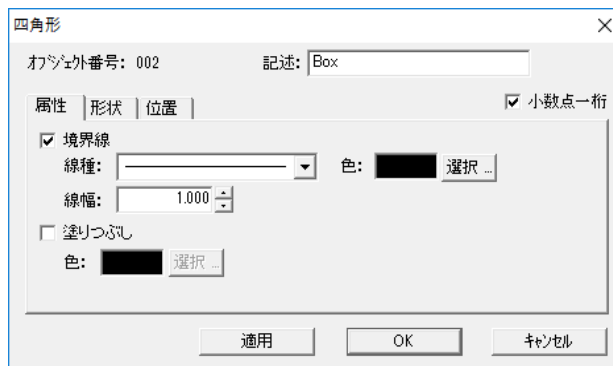 四角形
オブジェクト番号: 002 記述: Box
属性 形状 位置 小数点一桁
境界線
線種: 色: 選択 ...
線幅: 1.000
塗りつぶし
色: 選択 ...
適用 OK キャンセル